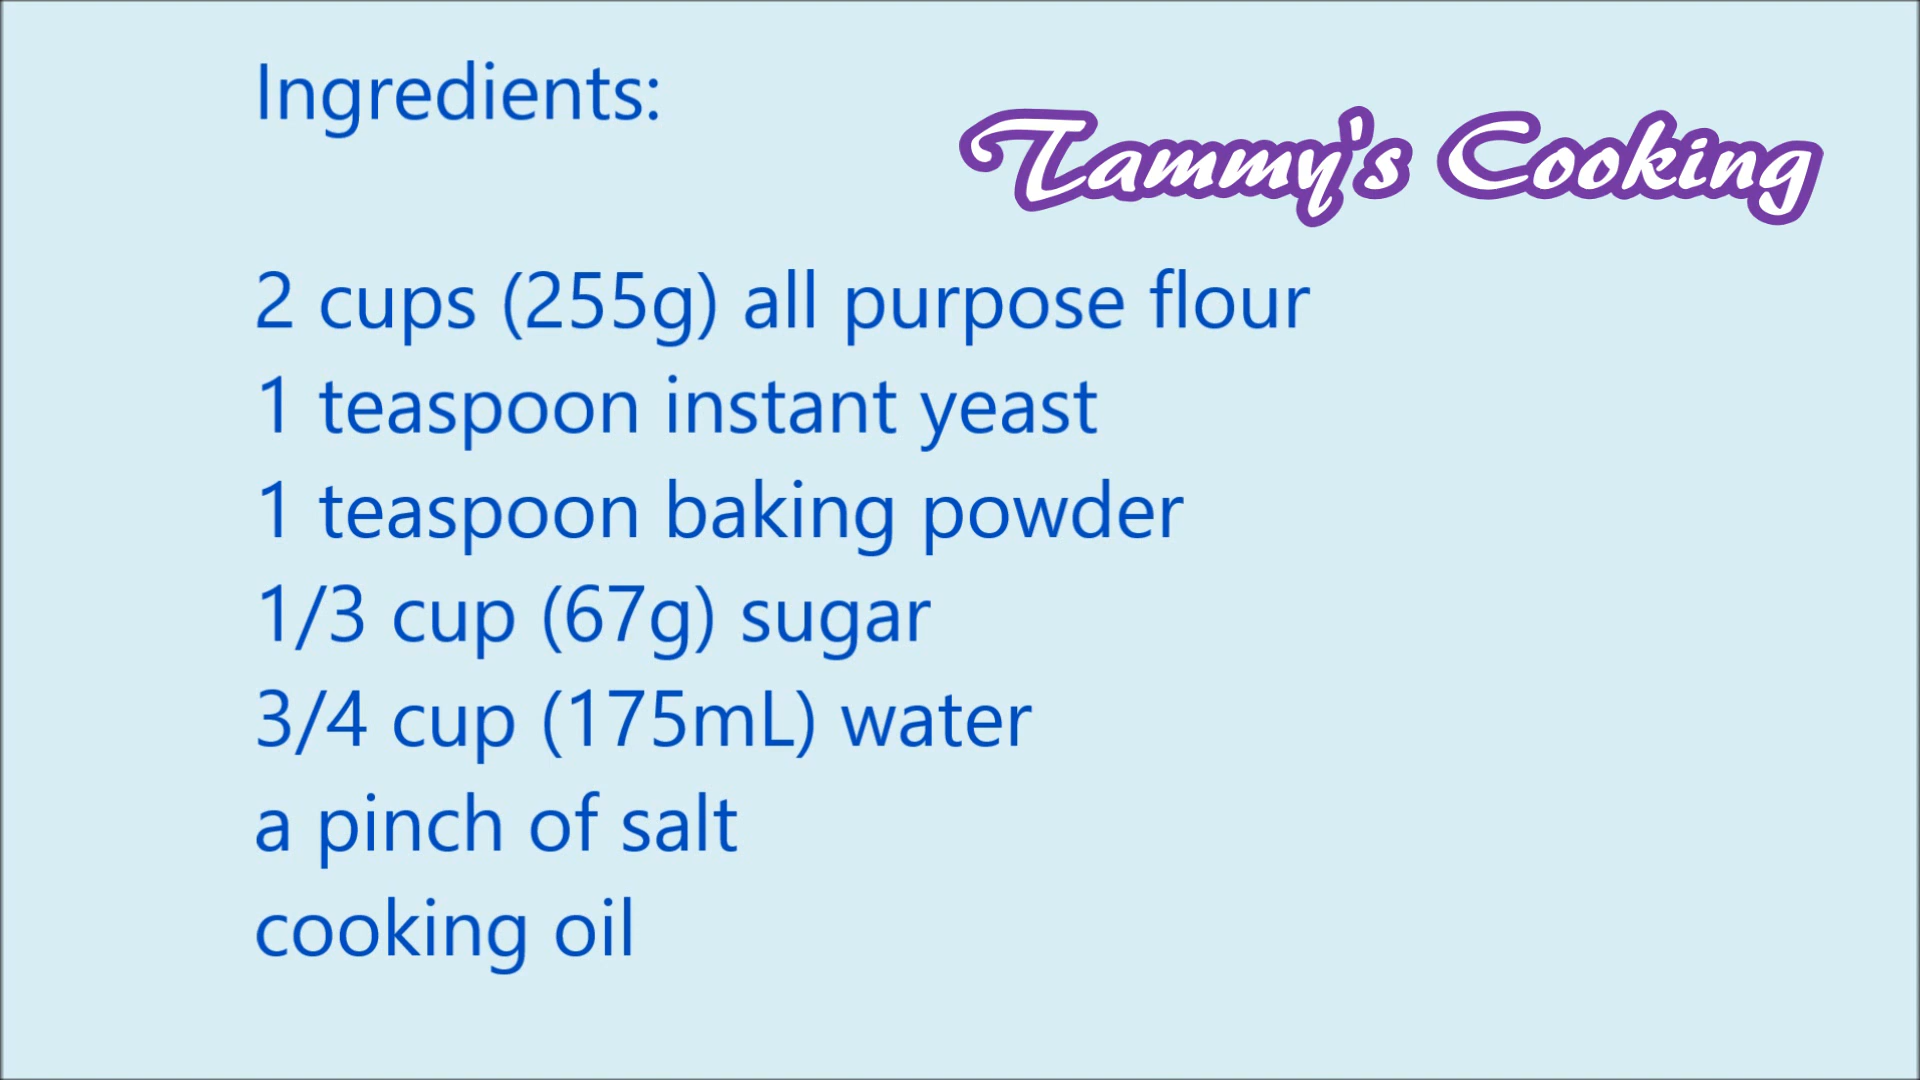 Ingredients:
Tammy's Cooking
2 cups (255g) all purpose flour
1 teaspoon instant yeast
1 teaspoon baking powder
1/3 cup (67g) sugar
3/4 cup (175mL) water
a pinch of salt
cooking oil